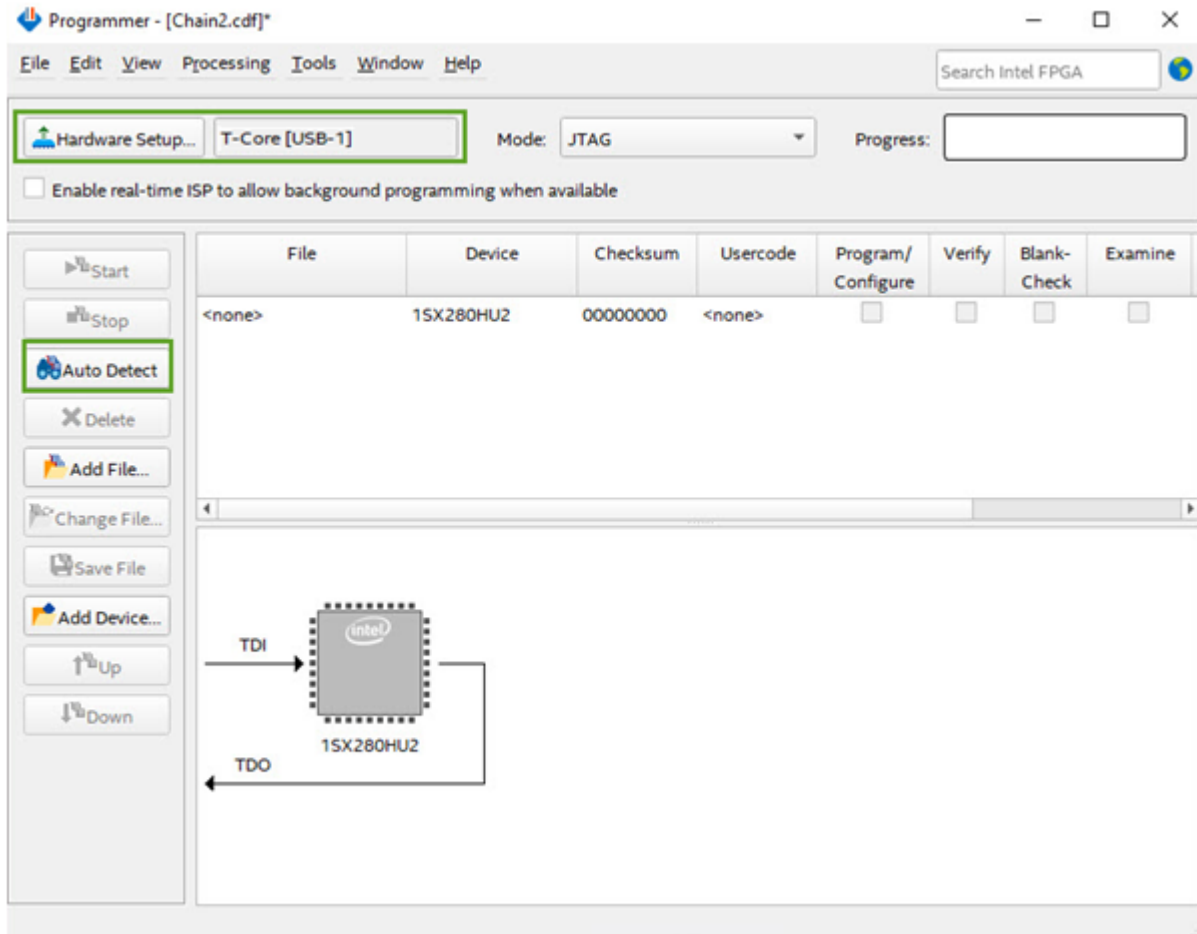 Programmer - [Chain2.cdf]*
File Edit View Processing Tools Window Help
Search Intel FPGA
Hardware Setup... T-Core [USB-1] Mode: JTAG Progress:
Enable real-time ISP to allow background programming when available
File Device Checksum Usercode Program/ Verify Blank- Examine
Configure Check
<none> 1SX280HU2 00000000 <none>
Start
Stop
Auto Detect
Delete
Add File...
Change File...
Save File
Add Device...
Up
Down
intel
TDI
1SX280HU2
TDO